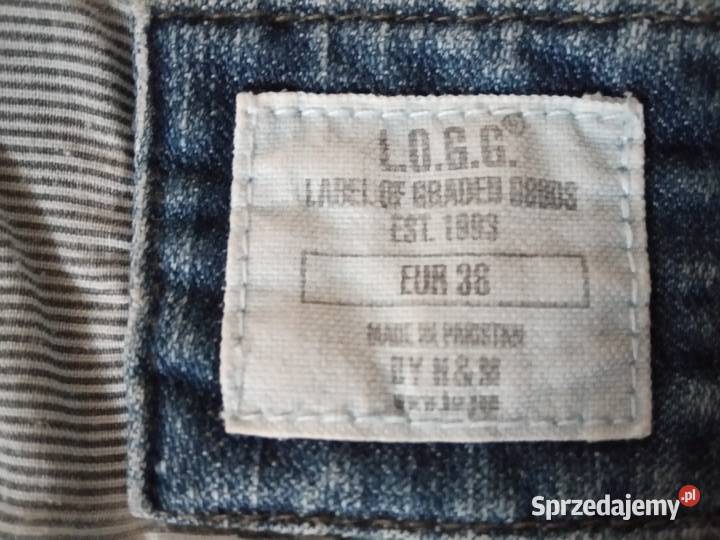 L.O.G.G.®
LABEL OF GRADED GOODS
EST. 1993
EUR 38
MADE IN PAKISTAN
BY H&M
Sprzedajemy.pl